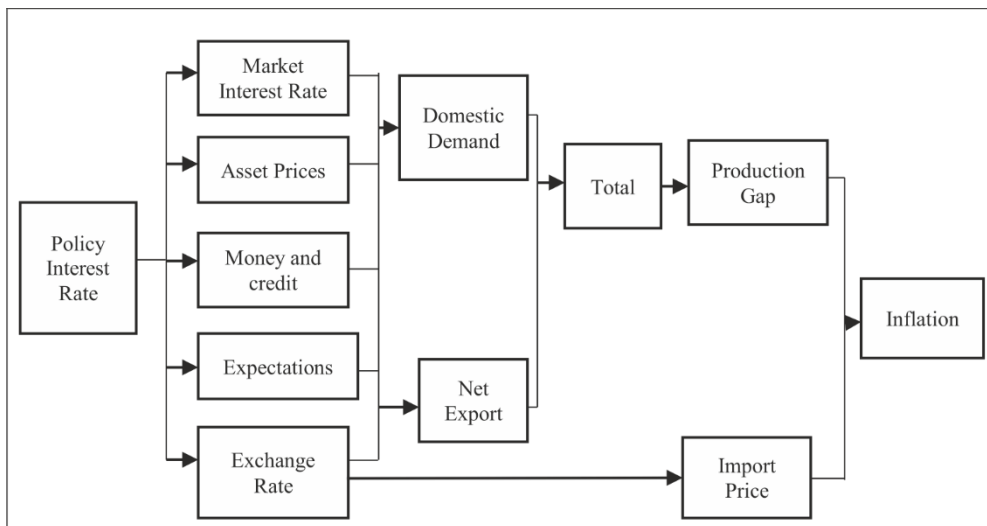 Policy
Interest
Rate
Market
Interest Rate
Asset Prices
Money and
credit
Expectations
Exchange
Rate
Domestic
Demand
Net
Export
Total
Production
Gap
Import
Price
Inflation